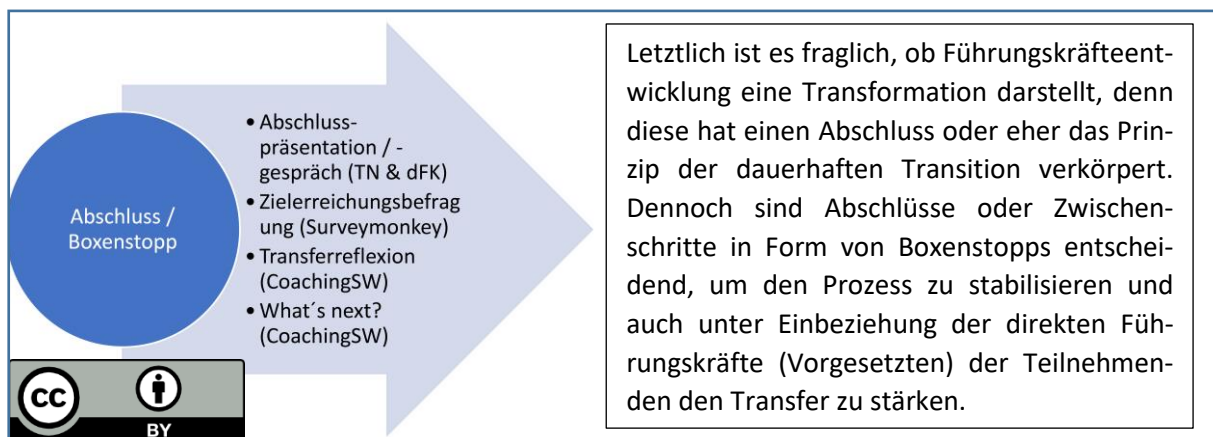 Abschluss /
Boxenstopp
• Abschluss-
präsentation / -
gespräch (TN & dFK)
• Zielerreichungsbefrag
ung (Surveymonkey)
• Transferreflexion
(CoachingSW)
• What´s next?
(CoachingSW)
cc
BY
Letztlich ist es fraglich, ob Führungskräfteent-
wicklung eine Transformation darstellt, denn
diese hat einen Abschluss oder eher das Prin-
zip der dauerhaften Transition verkörpert.
Dennoch sind Abschlüsse oder Zwischen-
schritte in Form von Boxenstopps entschei-
dend, um den Prozess zu stabilisieren und
auch unter Einbeziehung der direkten Füh-
rungskräfte (Vorgesetzten) der Teilnehmen-
den den Transfer zu stärken.